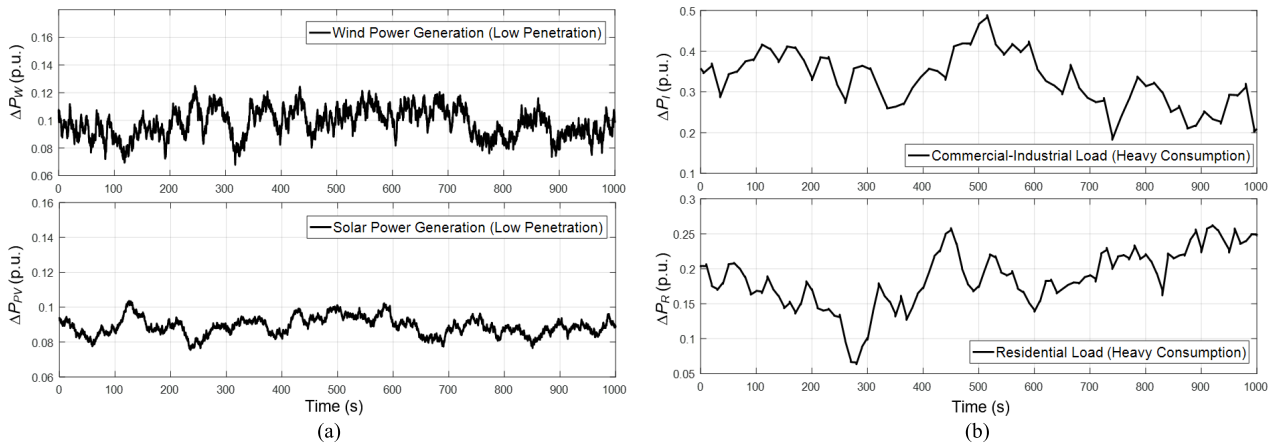 0.16
0.14
0.12
0.1
0.08
0.06
ΔP_W (p.u.)
Wind Power Generation (Low Penetration)
0 100 200 300 400 500 600 700 800 900 1000
0.16
0.14
0.12
0.1
0.08
0.06
ΔP_PV (p.u.)
Solar Power Generation (Low Penetration)
0 100 200 300 400 500 600 700 800 900 1000
Time (s)
(a)
0.5
0.4
0.3
0.2
0.1
ΔP_I (p.u.)
Commercial-Industrial Load (Heavy Consumption)
0 100 200 300 400 500 600 700 800 900 1000
0.25
0.2
0.15
0.1
0.05
ΔP_R (p.u.)
Residential Load (Heavy Consumption)
0 100 200 300 400 500 600 700 800 900 1000
Time (s)
(b)